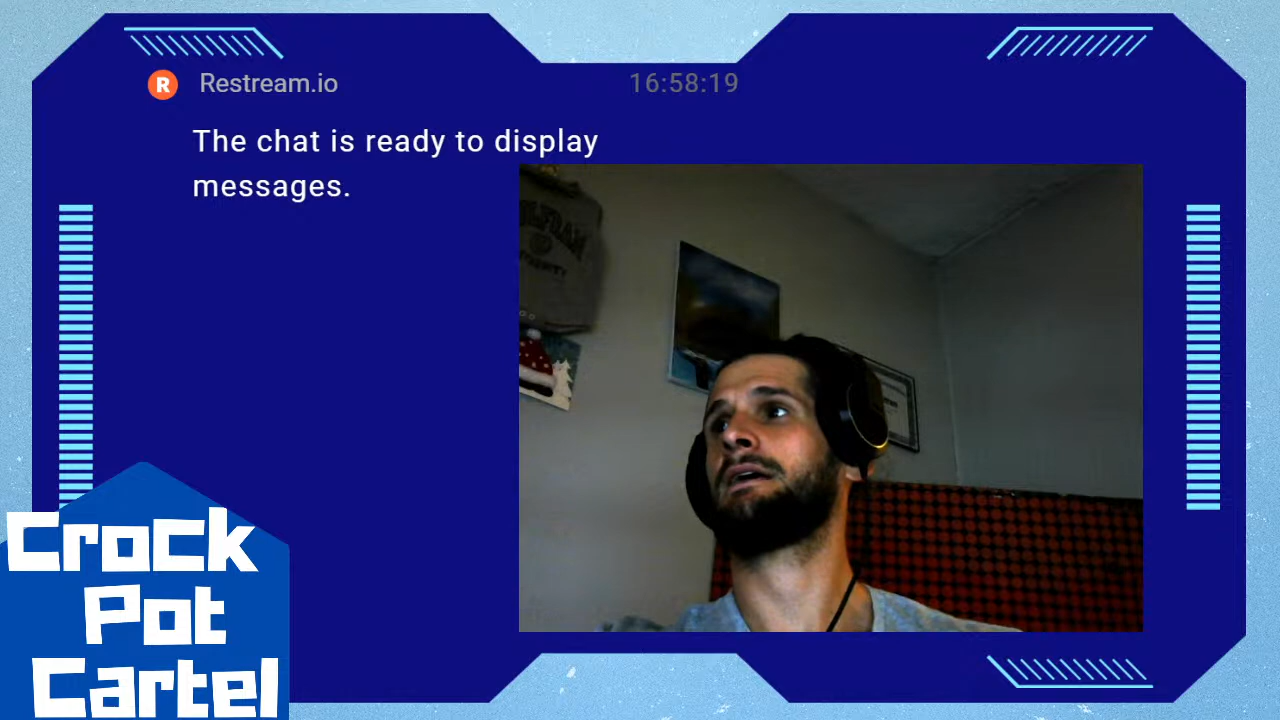 R Restream.io 16:58:19
The chat is ready to display
messages.
Crock
Pot
Cartel